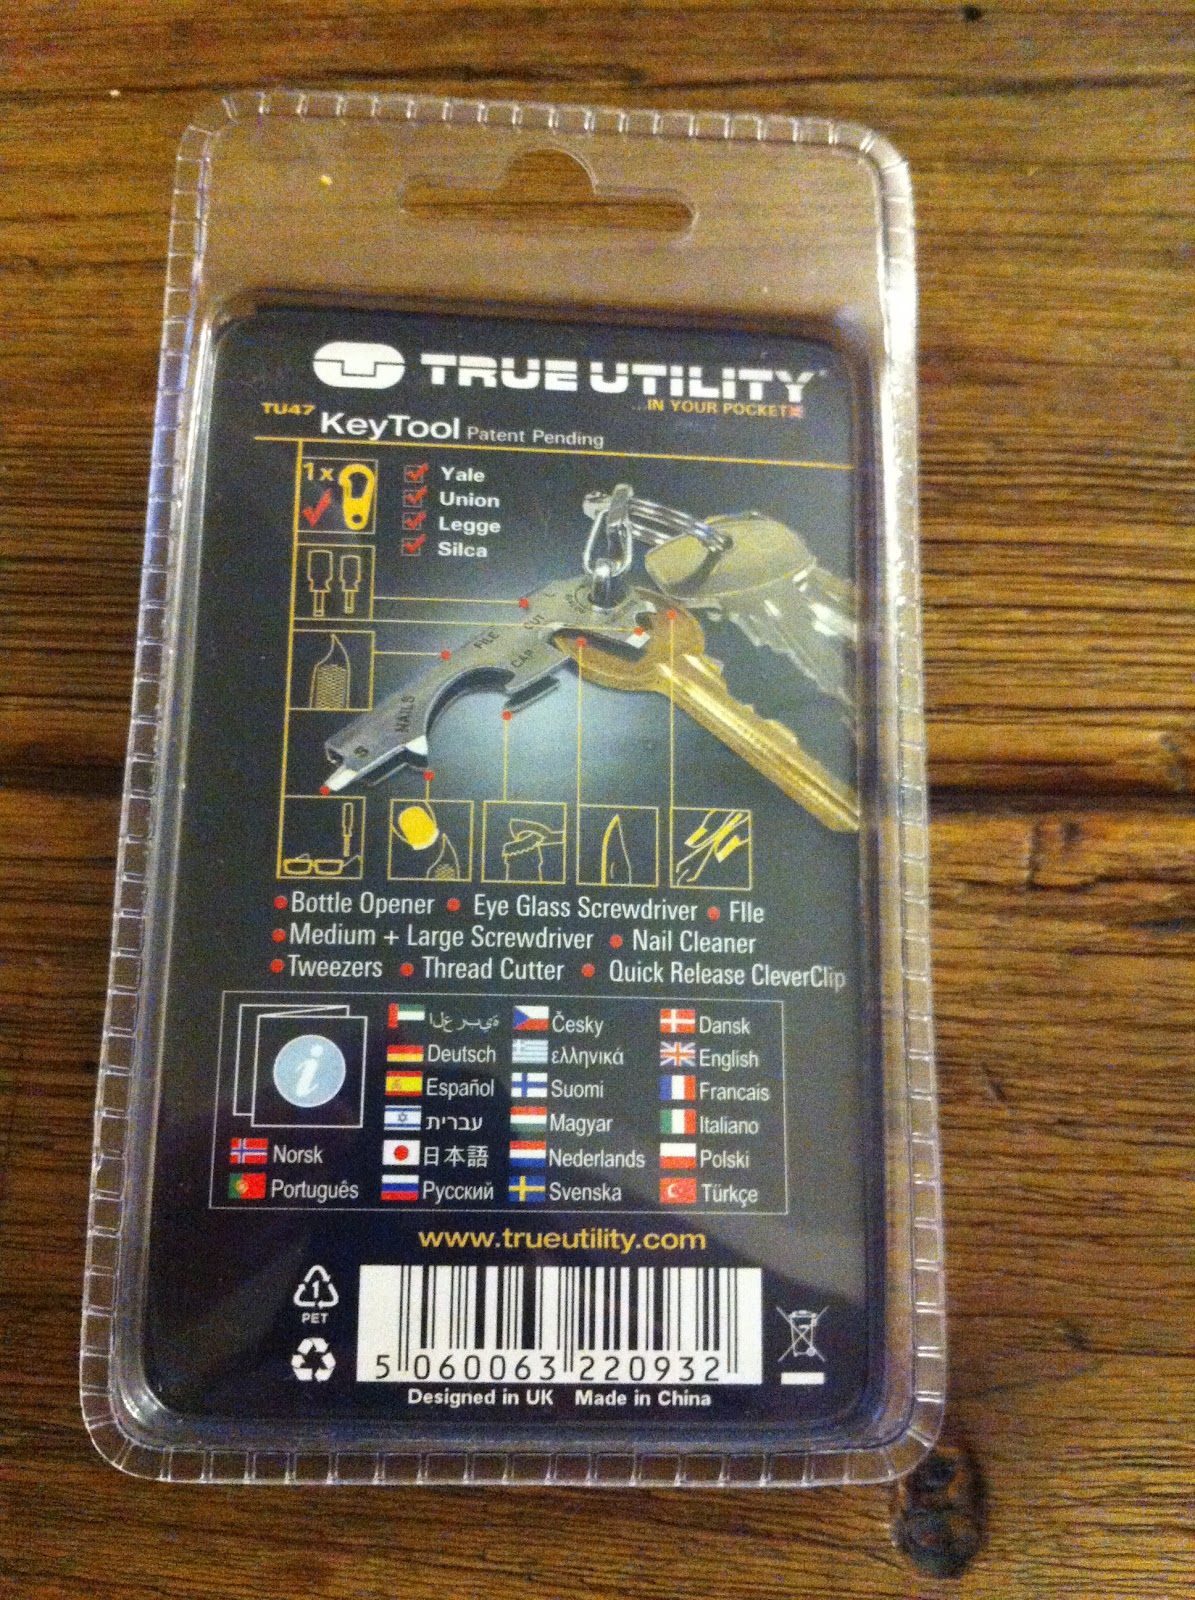 TRUE UTILITY
...IN YOUR POCKET
TU47 KeyTool Patent Pending
1x
Yale
Union
Legge
Silca
FILE
CUT
CAP
NAILS
S
L
Bottle Opener Eye Glass Screwdriver FIle
Medium + Large Screwdriver Nail Cleaner
Tweezers Thread Cutter Quick Release CleverClip
i
العربية Česky Dansk
Deutsch ελληνικά English
Español Suomi Francais
עברית Magyar Italiano
Norsk 日本語 Nederlands Polski
Português Русский Svenska Türkçe
www.trueutility.com
1
PET
5 060063 220932
Designed in UK Made in China